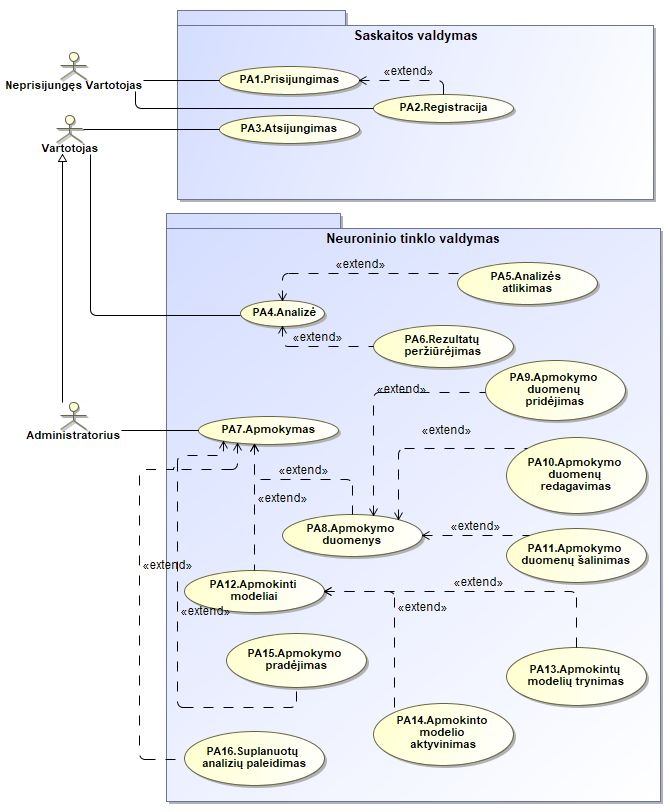 Saskaitos valdymas
Neprisijungęs Vartotojas
PA1.Prisijungimas
«extend»
PA2.Registracija
PA3.Atsijungimas
Vartotojas
Neuroninio tinklo valdymas
«extend»
PA5.Analizės
atlikimas
PA4.Analizė
«extend»
PA6.Rezultatų
peržiūrėjimas
PA9.Apmokymo
duomenų
pridėjimas
«extend»
Administratorius
PA7.Apmokymas
«extend»
PA10.Apmokymo
duomenų
redagavimas
«extend»
«extend»
PA8.Apmokymo
duomenys
«extend»
PA11.Apmokymo
duomenų šalinimas
«extend»
PA12.Apmokinti
modeliai
«extend»
«extend»
«extend»
PA15.Apmokymo
pradėjimas
PA13.Apmokintų
modelių trynimas
PA14.Apmokinto
modelio
aktyvinimas
PA16.Suplanuotų
analizių paleidimas